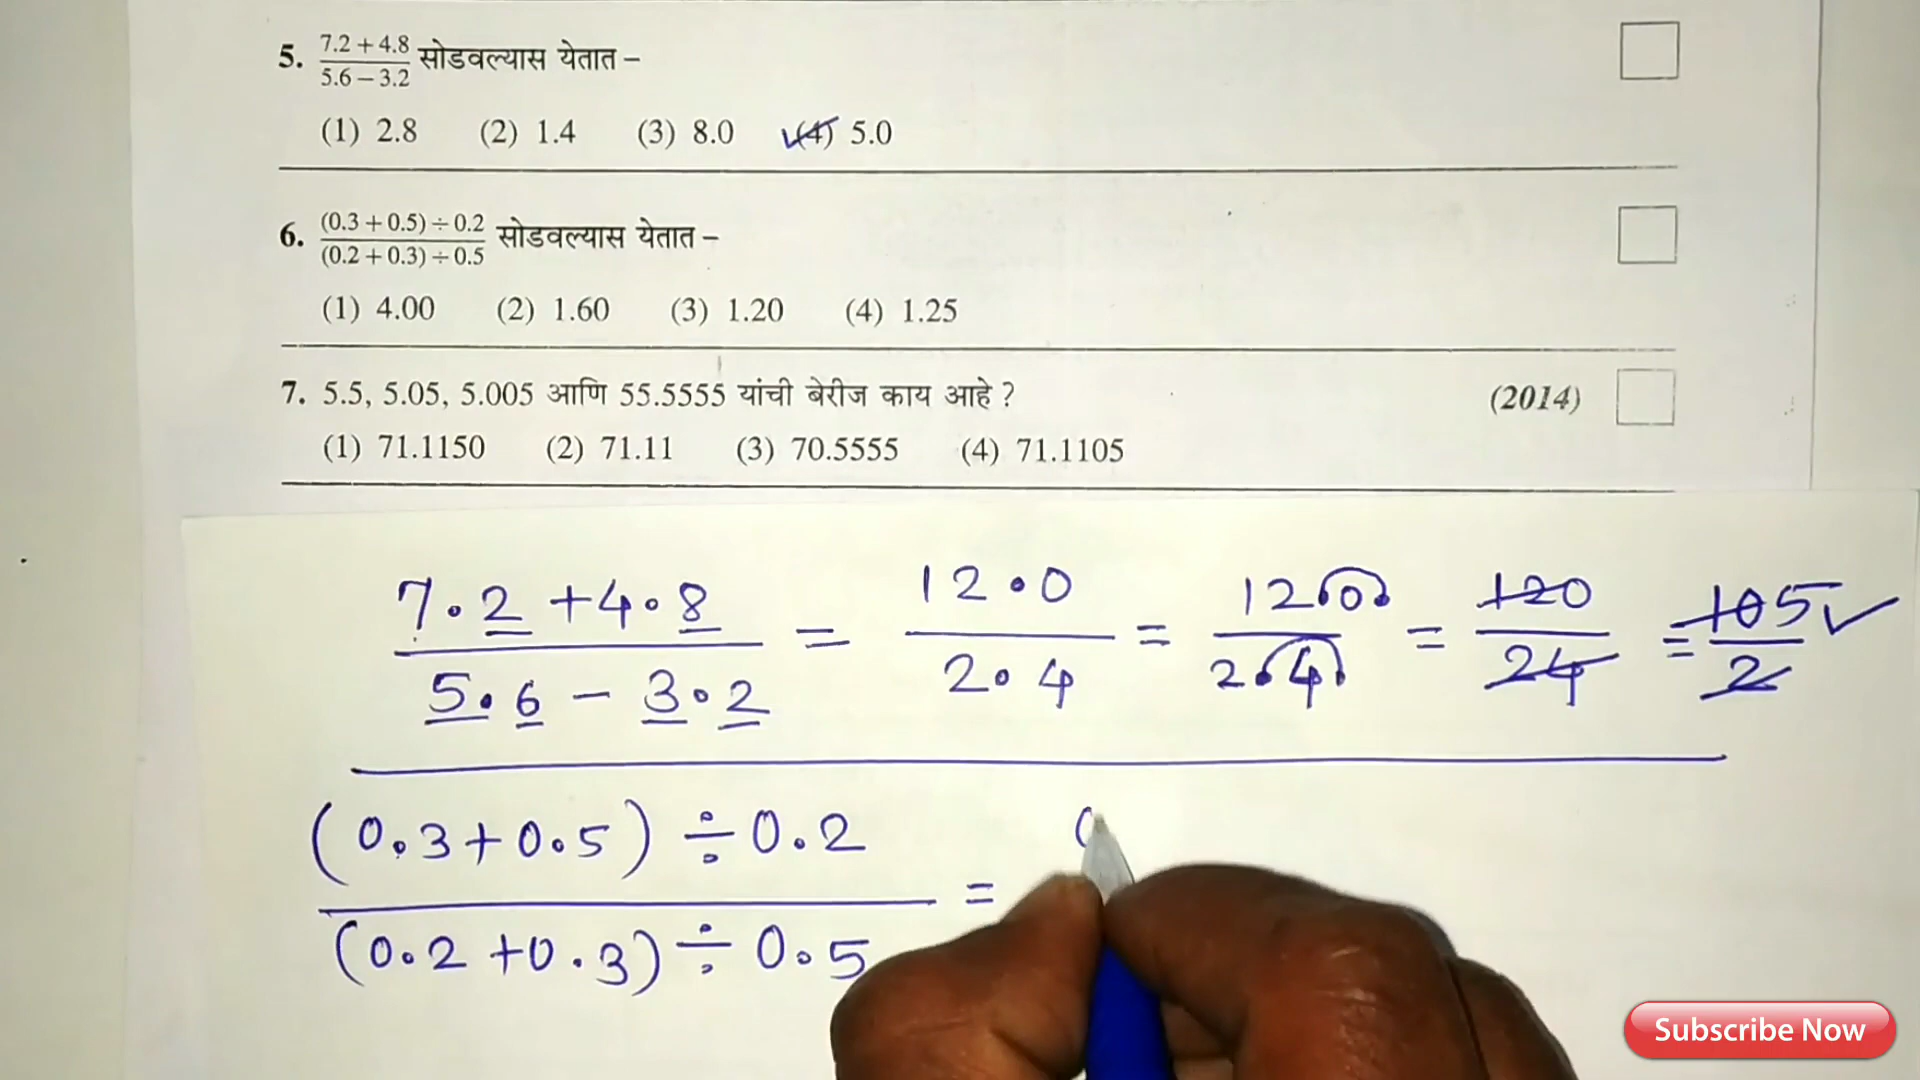 5. 7.2 + 4.8 / 5.6 – 3.2 सोडवल्यास येतात –
(1) 2.8 (2) 1.4 (3) 8.0 (4) 5.0
6. (0.3 + 0.5) ÷ 0.2 / (0.2 + 0.3) ÷ 0.5 सोडवल्यास येतात –
(1) 4.00 (2) 1.60 (3) 1.20 (4) 1.25
7. 5.5, 5.05, 5.005 आणि 55.5555 यांची बेरीज काय आहे ? (2014)
(1) 71.1150 (2) 71.11 (3) 70.5555 (4) 71.1105
7.2 + 4.8 / 5.6 – 3.2 = 12.0 / 2.4 = 12.0. / 2.4. = 120 / 24 = 10 5 / 2
(0.3 + 0.5) ÷ 0.2 / (0.2 + 0.3) ÷ 0.5 = 0
Subscribe Now